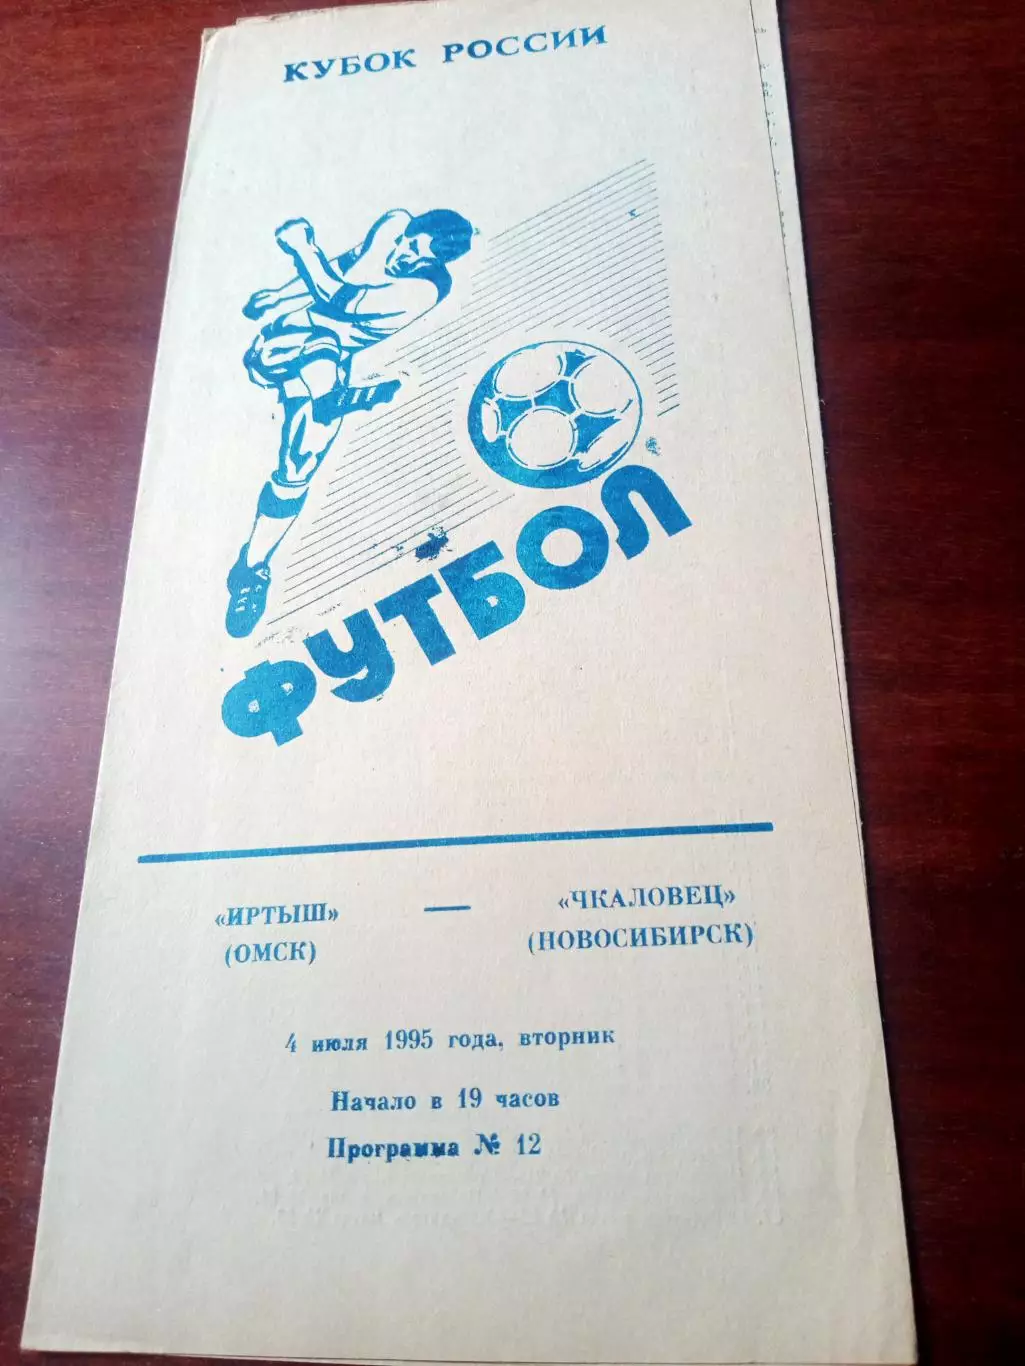 КУБОК РОССИИ
ФУТБОЛ
«ИРТЫШ» — «ЧКАЛОВЕЦ»
(ОМСК) (НОВОСИБИРСК)
4 июля 1995 года, вторник
Начало в 19 часов
Программа № 12